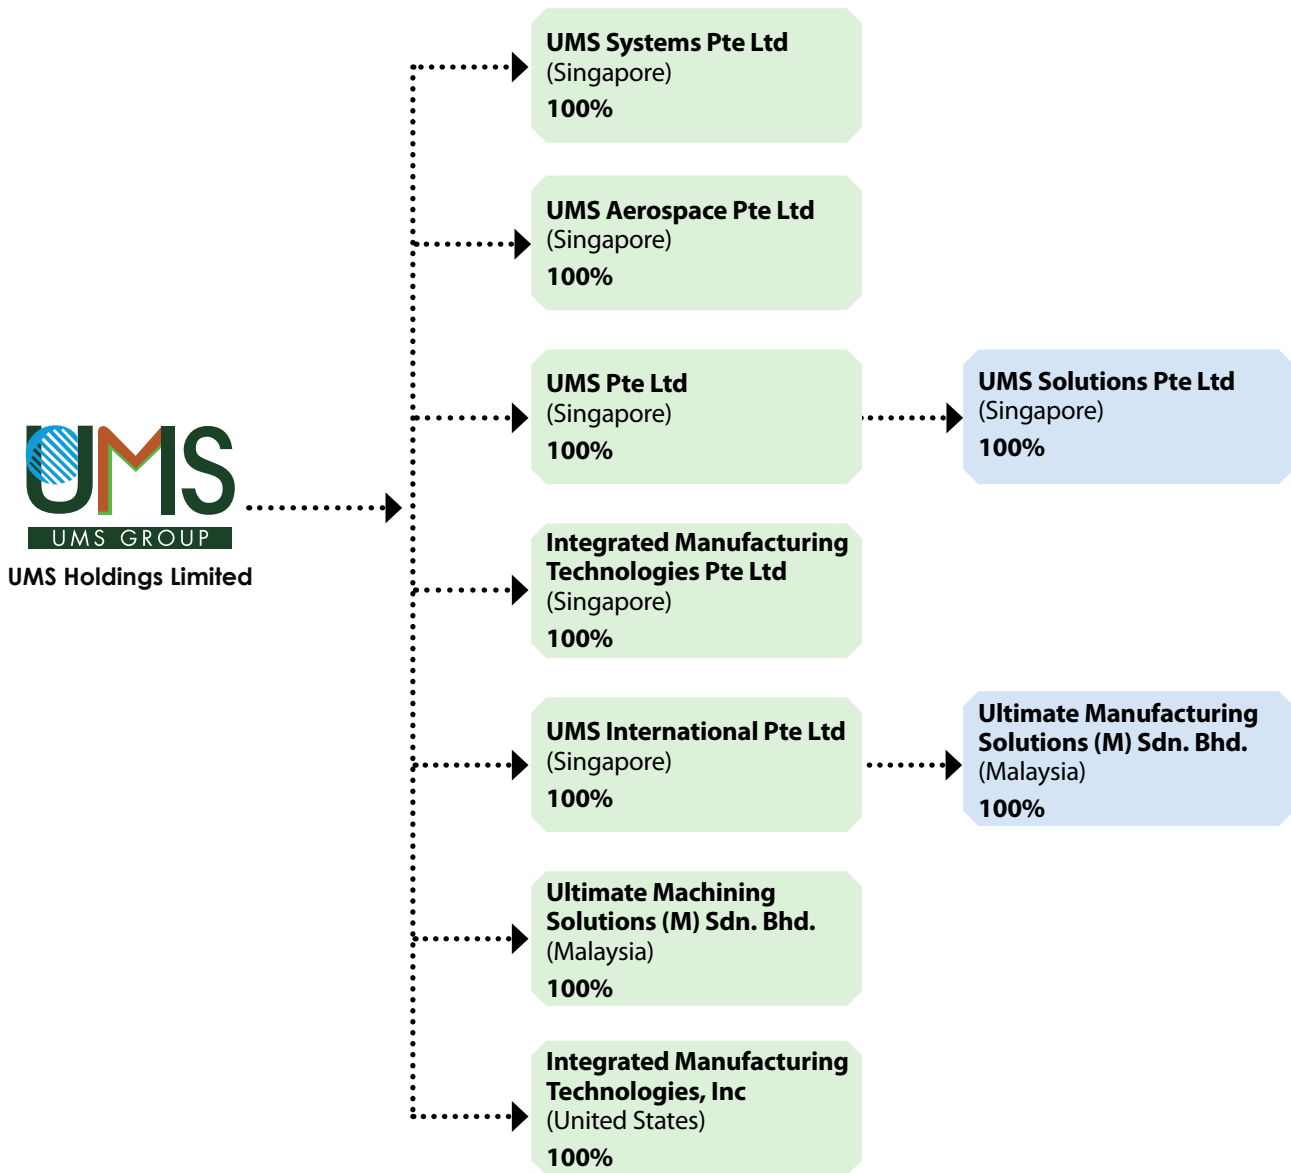 UMS
UMS GROUP
UMS Holdings Limited
UMS Systems Pte Ltd
(Singapore)
100%
UMS Aerospace Pte Ltd
(Singapore)
100%
UMS Pte Ltd
(Singapore)
100%
UMS Solutions Pte Ltd
(Singapore)
100%
Integrated Manufacturing
Technologies Pte Ltd
(Singapore)
100%
UMS International Pte Ltd
(Singapore)
100%
Ultimate Manufacturing
Solutions (M) Sdn. Bhd.
(Malaysia)
100%
Ultimate Machining
Solutions (M) Sdn. Bhd.
(Malaysia)
100%
Integrated Manufacturing
Technologies, Inc
(United States)
100%